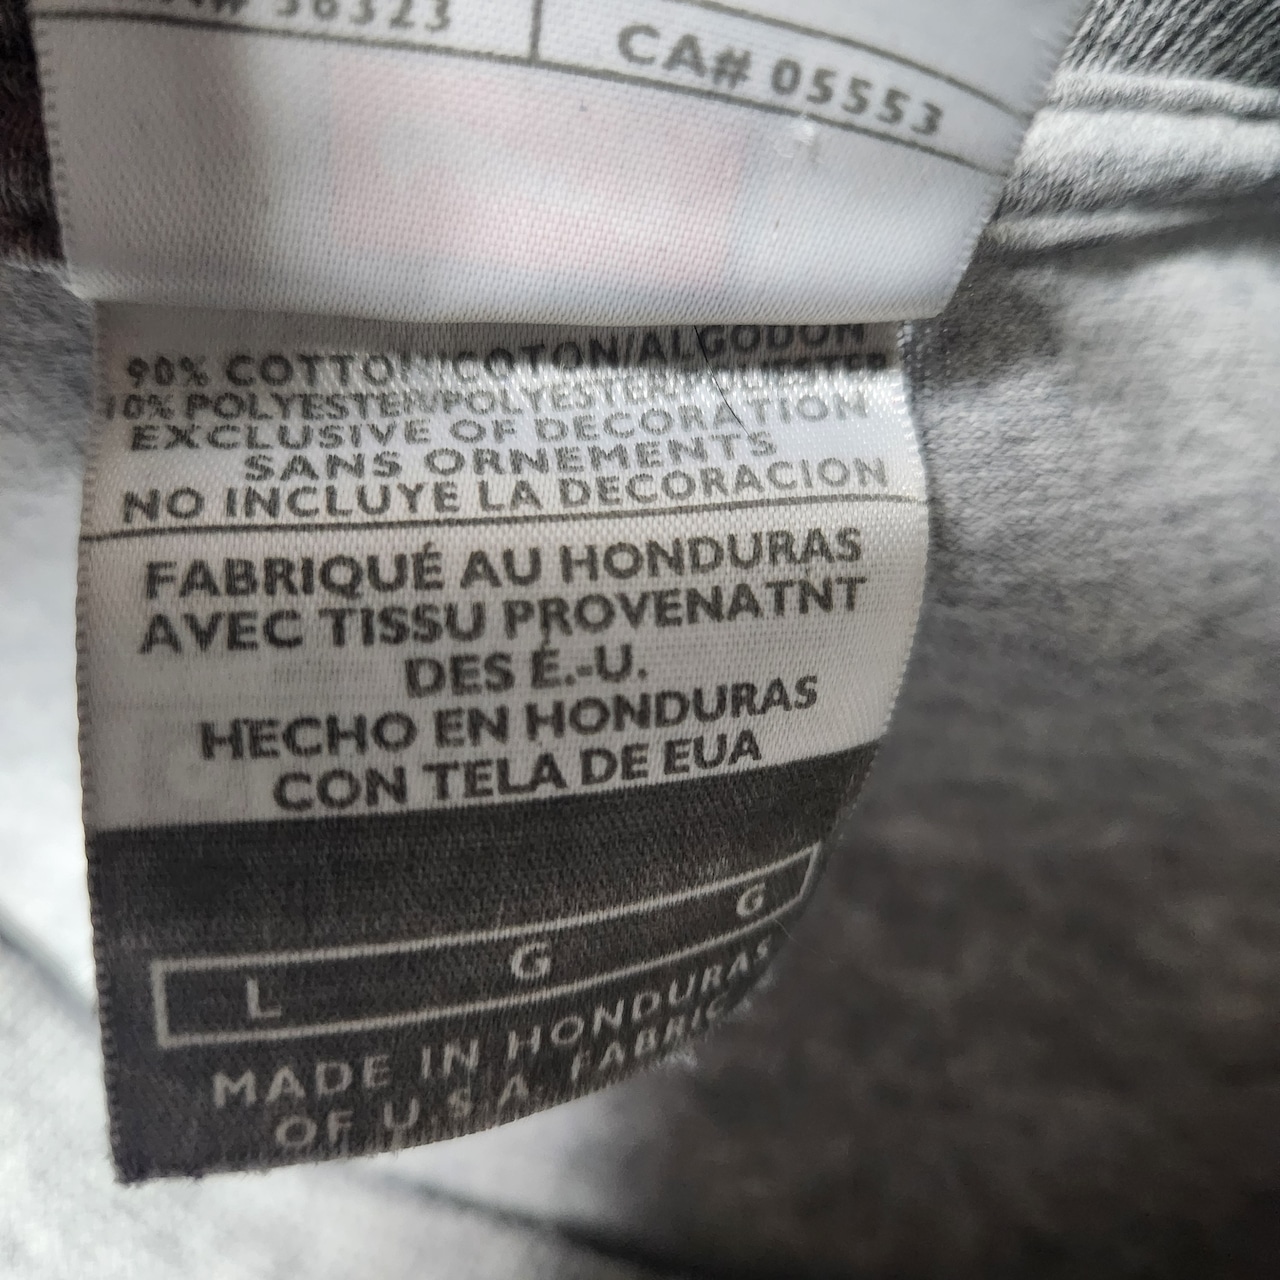 # 36323
CA# 05553
90% COTTON/COTON/ALGODON
10% POLYESTER/POLYESTER/POLIESTER
EXCLUSIVE OF DECORATION
SANS ORNEMENTS
NO INCLUYE LA DECORACION
FABRIQUÉ AU HONDURAS
AVEC TISSU PROVENATNT
DES É.-U.
HECHO EN HONDURAS
CON TELA DE EUA
L G G
MADE IN HONDURAS
OF U.S.A. FABRIC